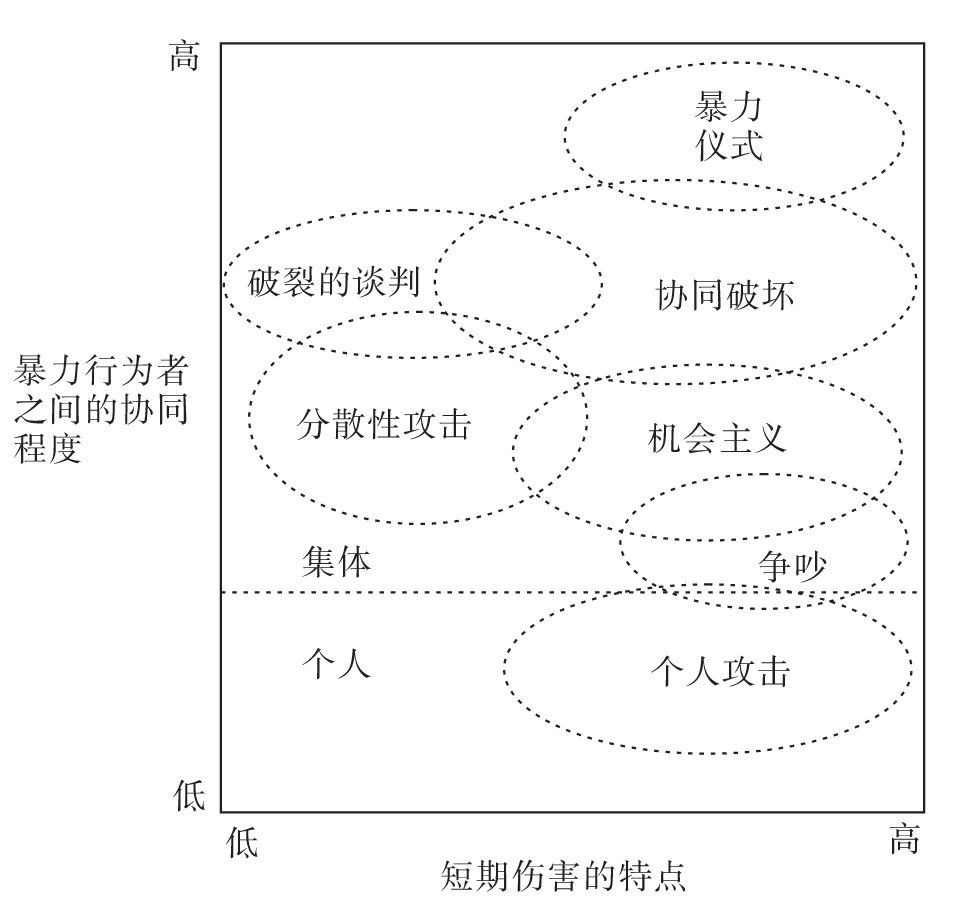 高
暴力
仪式
破裂的谈判
协同破坏
暴力行为者
之间的协同
程度
分散性攻击
机会主义
集体
争吵
个人
个人攻击
低
低
高
短期伤害的特点